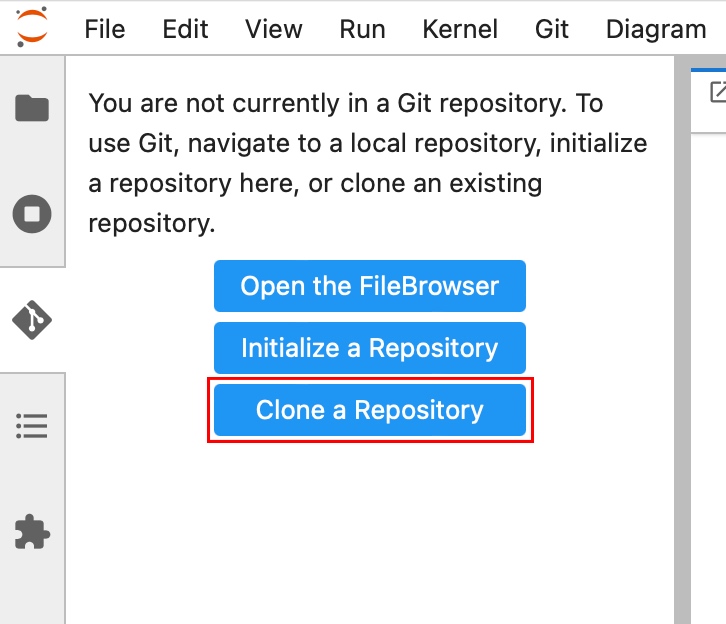 File Edit View Run Kernel Git Diagram
You are not currently in a Git repository. To
use Git, navigate to a local repository, initialize
a repository here, or clone an existing
repository.
Open the FileBrowser
Initialize a Repository
Clone a Repository